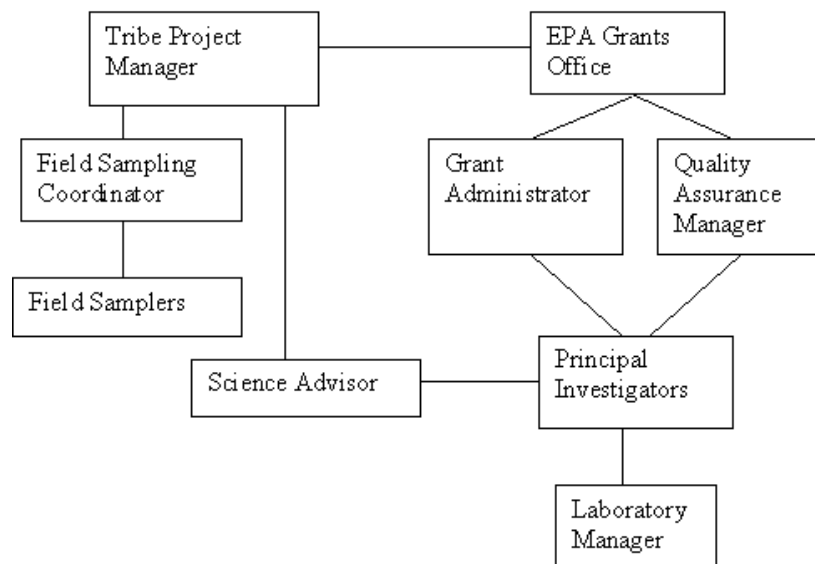 Tribe Project
Manager
EPA Grants
Office
Field Sampling
Coordinator
Grant
Administrator
Quality
Assurance
Manager
Field Samplers
Science Advisor
Principal
Investigators
Laboratory
Manager